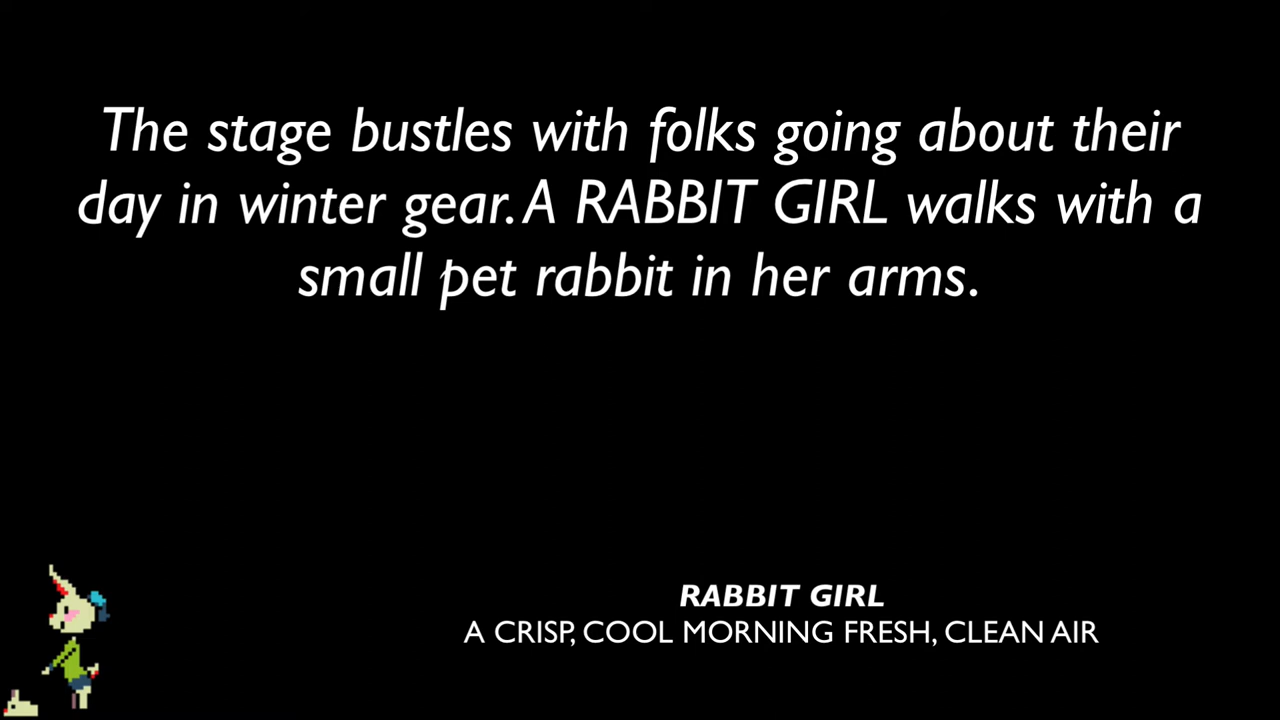 The stage bustles with folks going about their
day in winter gear. A RABBIT GIRL walks with a
small pet rabbit in her arms.
RABBIT GIRL
A CRISP, COOL MORNING FRESH, CLEAN AIR